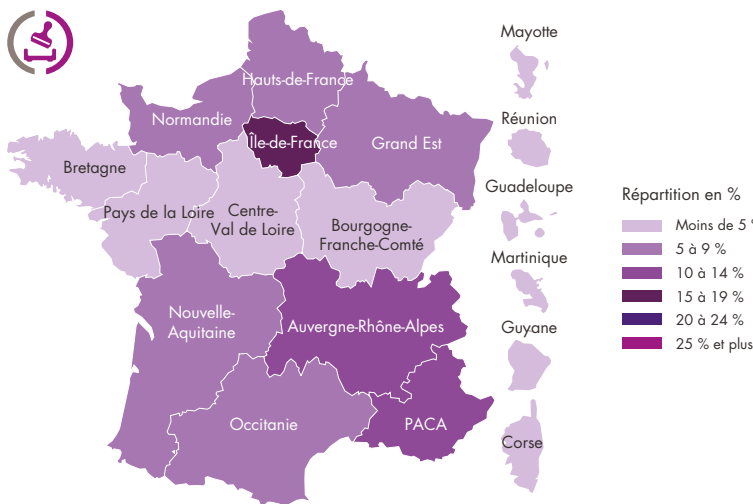 Mayotte
Hauts-de-France
Normandie
Île-de-France
Grand Est
Réunion
Bretagne
Guadeloupe
Pays de la Loire
Centre-
Val de Loire
Bourgogne-
Franche-Comté
Martinique
Nouvelle-
Aquitaine
Auvergne-Rhône-Alpes
Guyane
Occitanie
PACA
Corse
Répartition en %
Moins de 5
5 à 9 %
10 à 14 %
15 à 19 %
20 à 24 %
25 % et plus